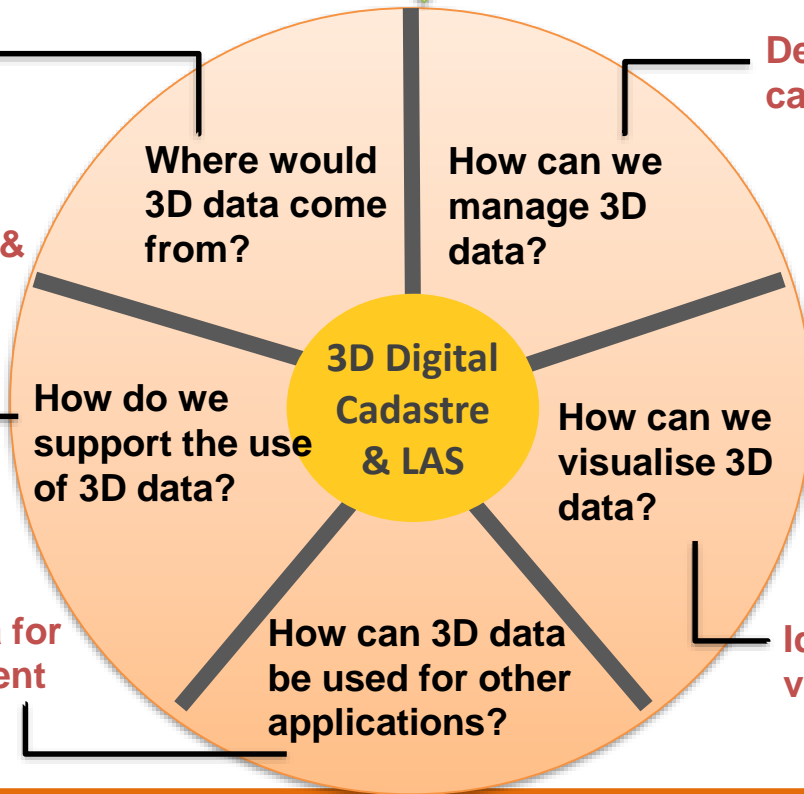 De
ca
Where would
3D data come
from?
How can we
manage 3D
data?
&
3D Digital
Cadastre
& LAS
How do we
support the use
of 3D data?
How can we
visualise 3D
data?
for
ent
How can 3D data
be used for other
applications?
Id
v